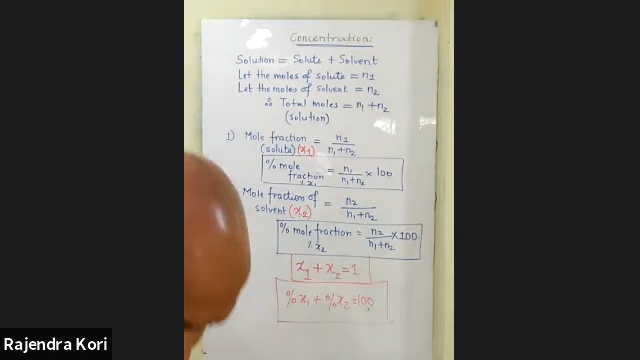 Concentration:
Solution = Solute + Solvent
Let the moles of solute = n1
Let the moles of solvent = n2
∴ Total moles = n1 + n2
(solution)
1) Mole fraction = n1 / n1+n2
(solute) (x1)
% mole fraction = n1 / n1+n2 × 100
% x1
Mole fraction of solvent (x2) = n2 / n1+n2
% mole fraction = n2 / n1+n2 × 100
% x2
x1 + x2 = 1
% x1 + % x2 = 100
Rajendra Kori